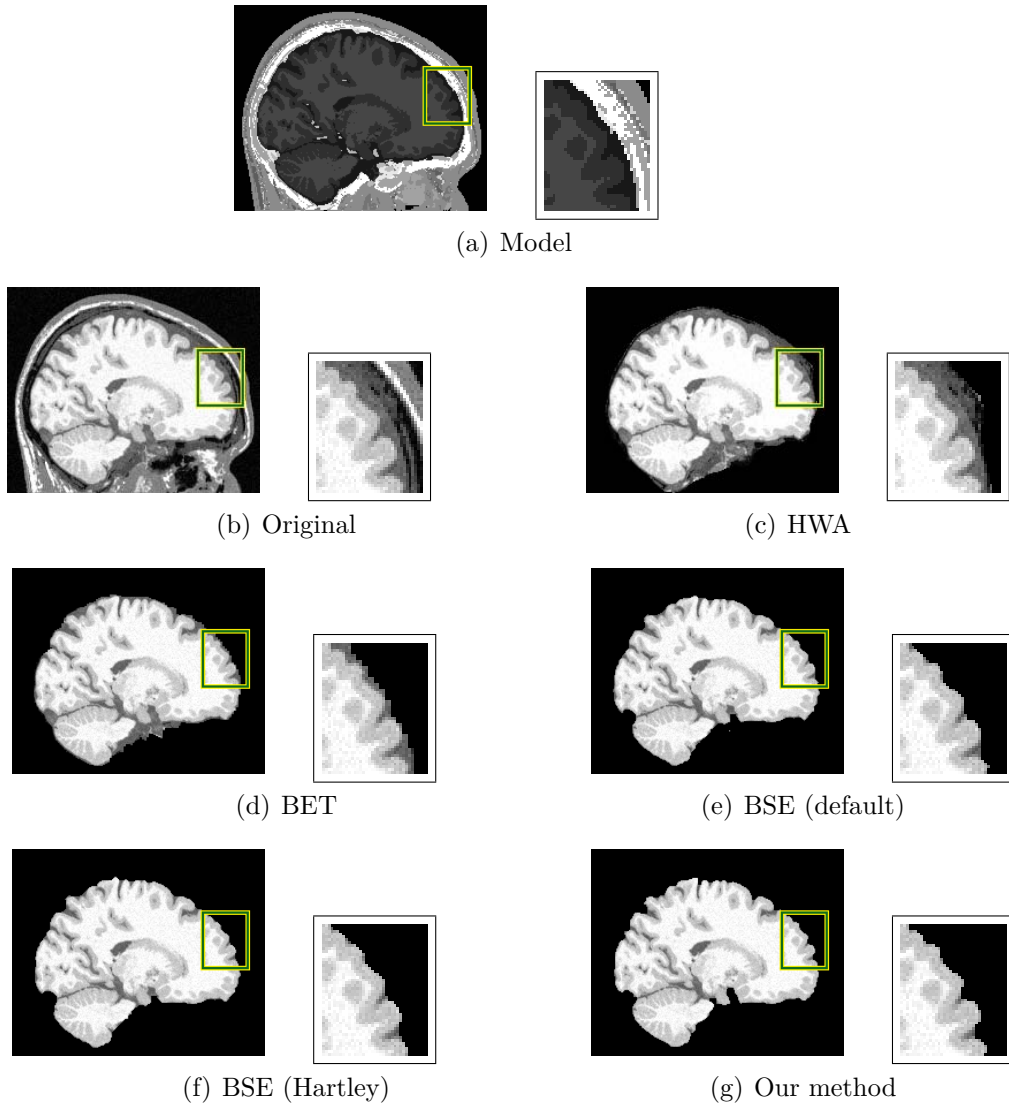 (a) Model
(b) Original
(c) HWA
(d) BET
(e) BSE (default)
(f) BSE (Hartley)
(g) Our method